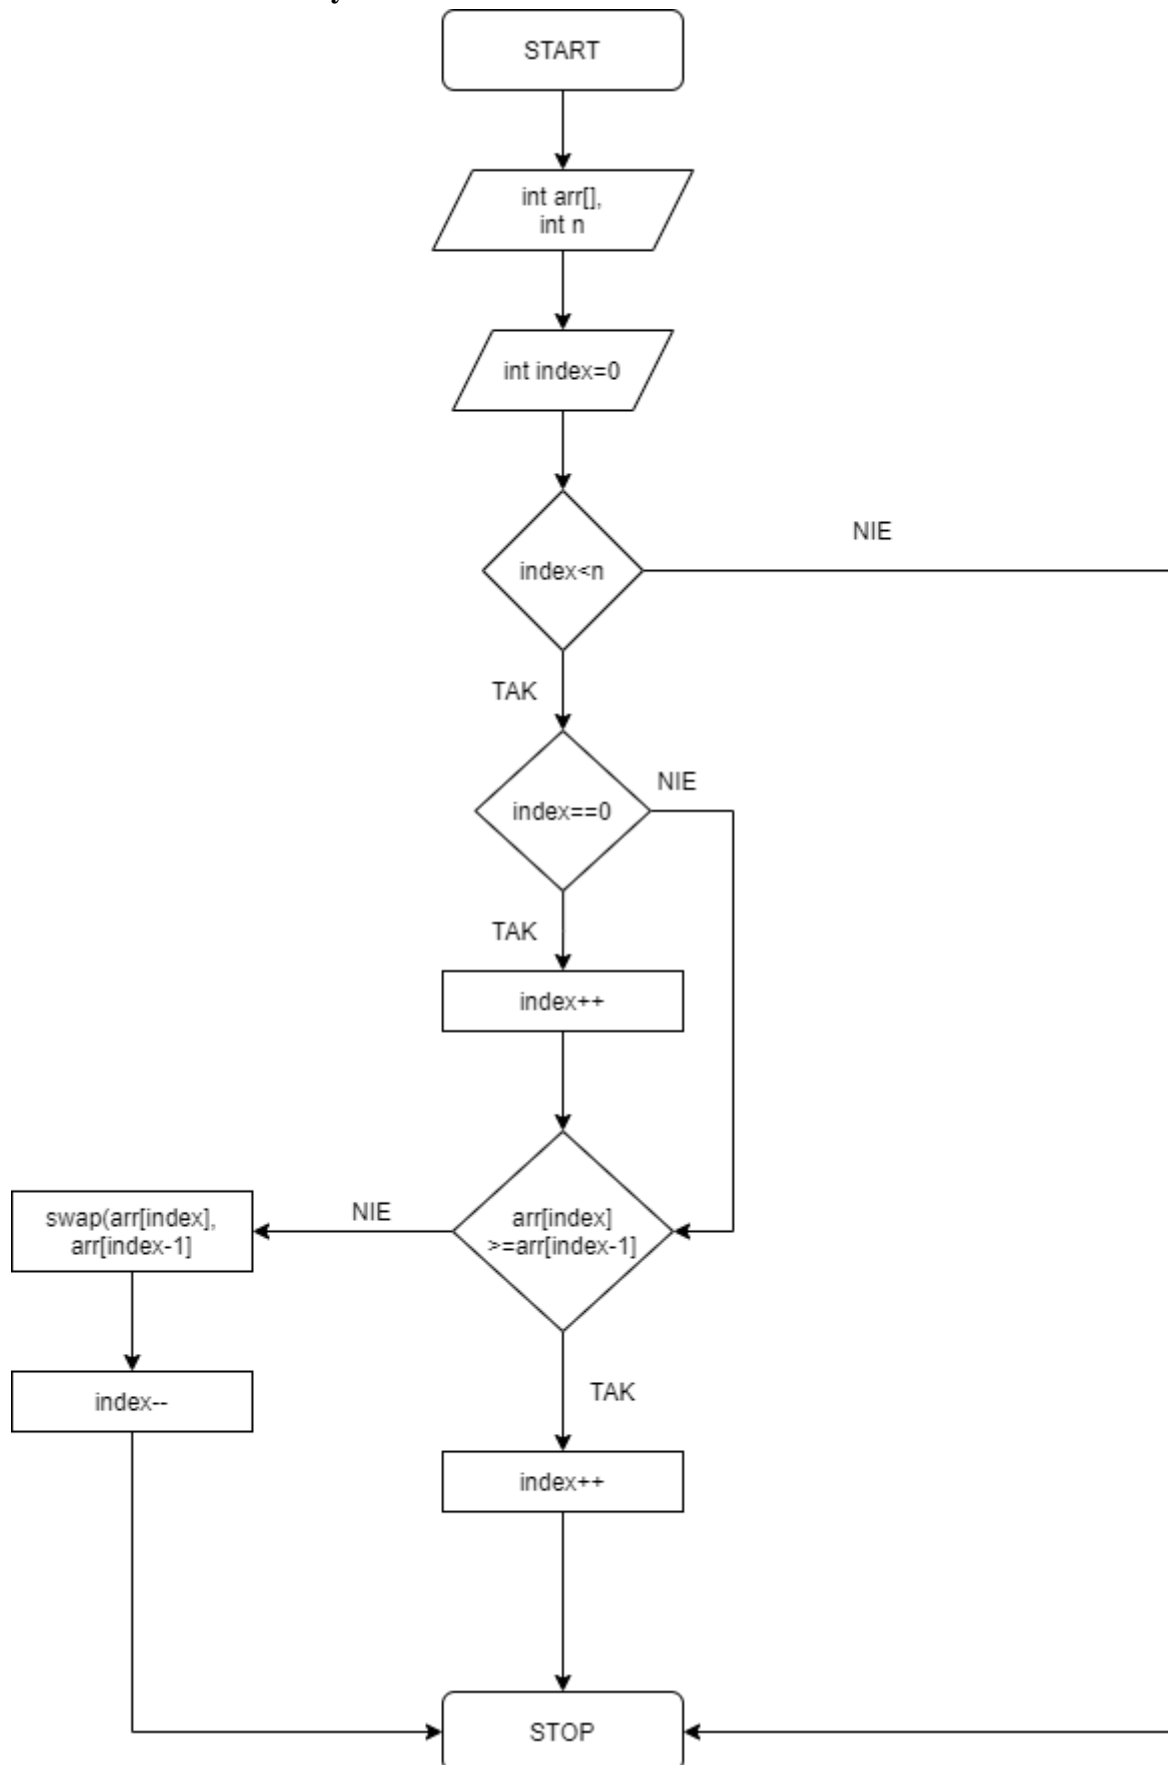 START
int arr[],
int n
int index=0
index<n
NIE
TAK
index==0
NIE
TAK
index++
arr[index]
>=arr[index-1]
NIE
swap(arr[index],
arr[index-1]
index--
TAK
index++
STOP